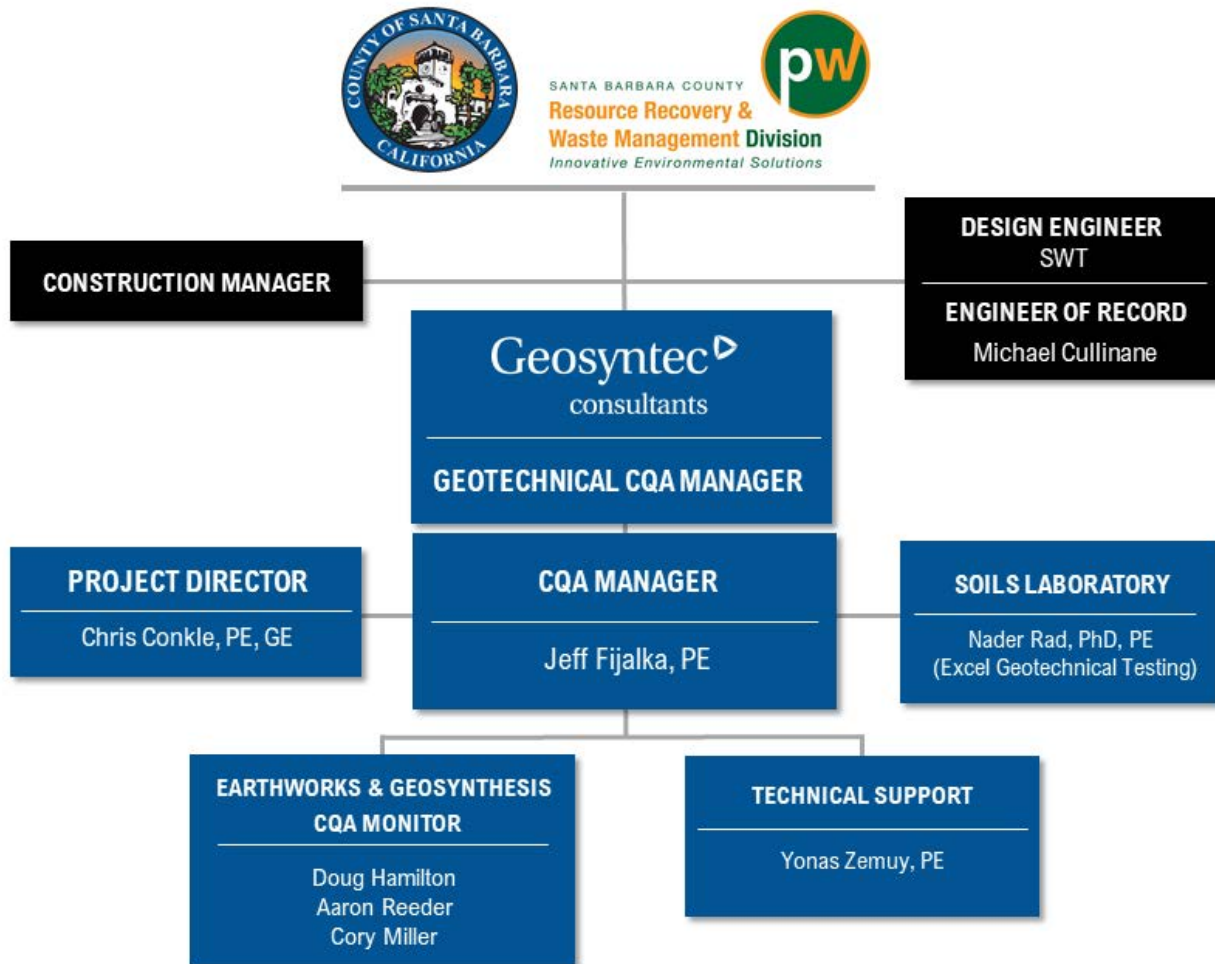 COUNTY OF SANTA BARBARA
CALIFORNIA
pw
SANTA BARBARA COUNTY
Resource Recovery &
Waste Management Division
Innovative Environmental Solutions
CONSTRUCTION MANAGER
DESIGN ENGINEER
SWT
ENGINEER OF RECORD
Michael Cullinane
Geosyntec
consultants
GEOTECHNICAL CQA MANAGER
PROJECT DIRECTOR
Chris Conkle, PE, GE
CQA MANAGER
Jeff Fijalka, PE
SOILS LABORATORY
Nader Rad, PhD, PE
(Excel Geotechnical Testing)
EARTHWORKS & GEOSYNTHESIS
CQA MONITOR
Doug Hamilton
Aaron Reeder
Cory Miller
TECHNICAL SUPPORT
Yonas Zemuy, PE